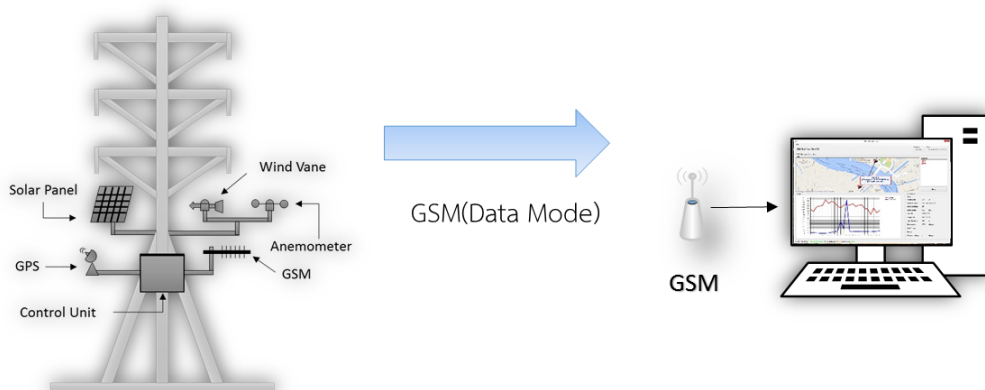 Wind Vane
Solar Panel
Anemometer
GPS
GSM
Control Unit
GSM(Data Mode)
GSM